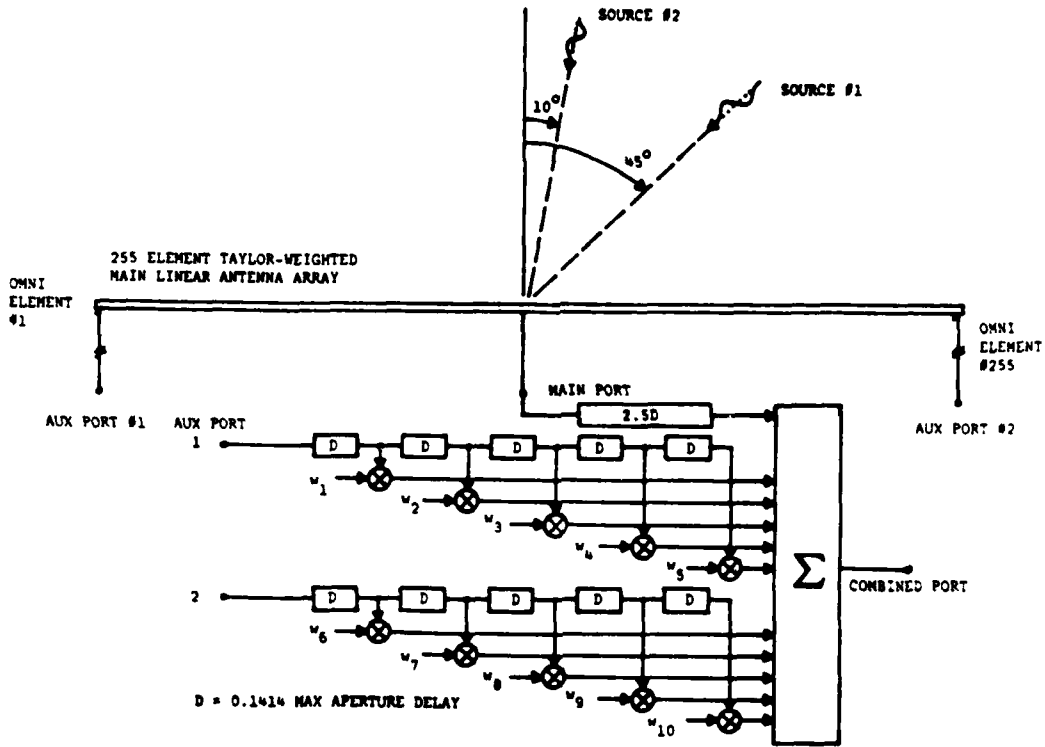 SOURCE #2
SOURCE #1
10°
45°
255 ELEMENT TAYLOR-WEIGHTED
MAIN LINEAR ANTENNA ARRAY
OMNI
ELEMENT
#1
OMNI
ELEMENT
#255
MAIN PORT
2.5D
AUX PORT #1
AUX PORT
1
AUX PORT #2
D D D D D
w1
w2
w3
w4
w5
Σ
COMBINED PORT
2
D D D D D
w6
w7
w8
w9
w10
D = 0.1414 MAX APERTURE DELAY